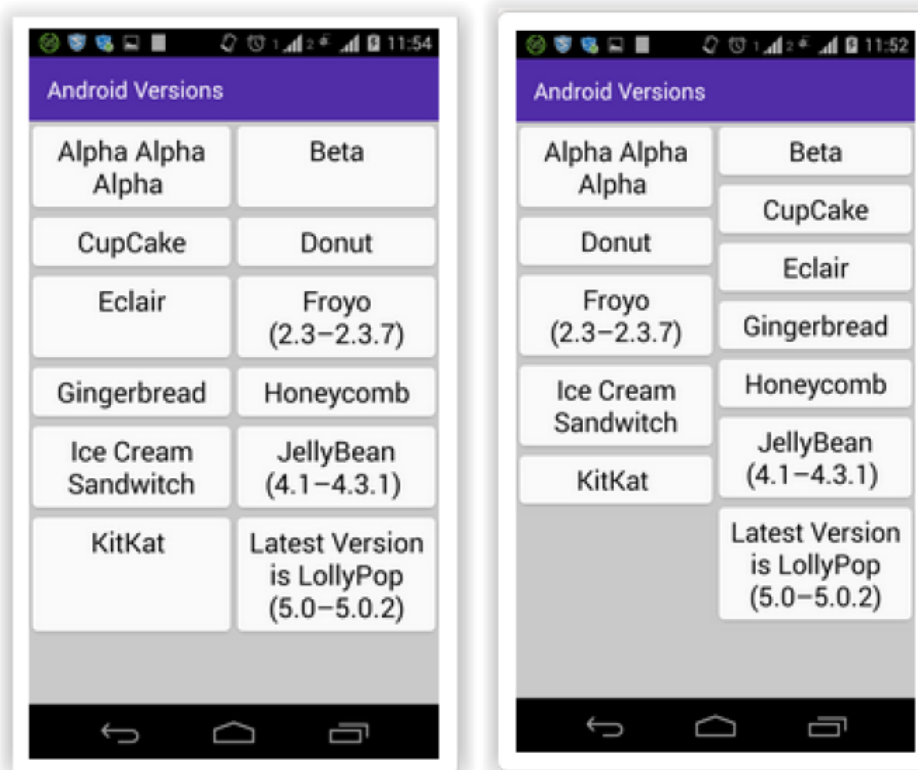 1 2 11:54
Android Versions
Alpha Alpha
Alpha
Beta
CupCake
Donut
Eclair
Froyo
(2.3–2.3.7)
Gingerbread
Honeycomb
Ice Cream
Sandwitch
JellyBean
(4.1–4.3.1)
KitKat
Latest Version
is LollyPop
(5.0–5.0.2)
1 2 11:52
Android Versions
Alpha Alpha
Alpha
Beta
CupCake
Donut
Eclair
Froyo
(2.3–2.3.7)
Gingerbread
Honeycomb
Ice Cream
Sandwitch
JellyBean
(4.1–4.3.1)
KitKat
Latest Version
is LollyPop
(5.0–5.0.2)